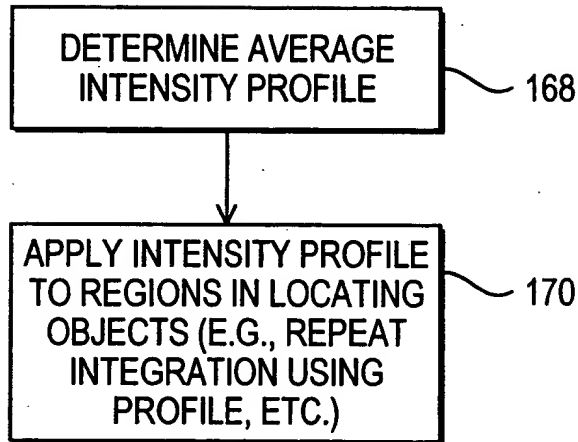 DETERMINE AVERAGE
INTENSITY PROFILE
168
APPLY INTENSITY PROFILE
TO REGIONS IN LOCATING
OBJECTS (E.G., REPEAT
INTEGRATION USING
PROFILE, ETC.)
170